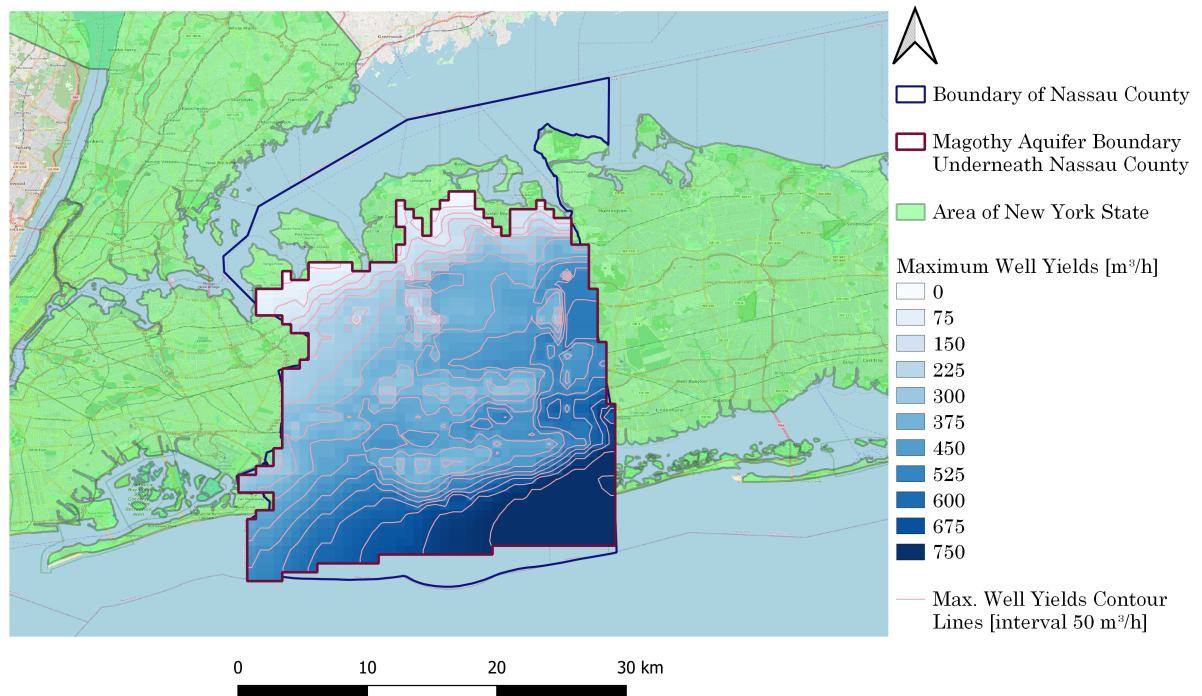 Greenwich
Boundary of Nassau County
Magothy Aquifer Boundary
Underneath Nassau County
Area of New York State
Maximum Well Yields [m³/h]
0
75
150
225
300
375
450
525
600
675
750
Max. Well Yields Contour
Lines [interval 50 m³/h]
0 10 20 30 km